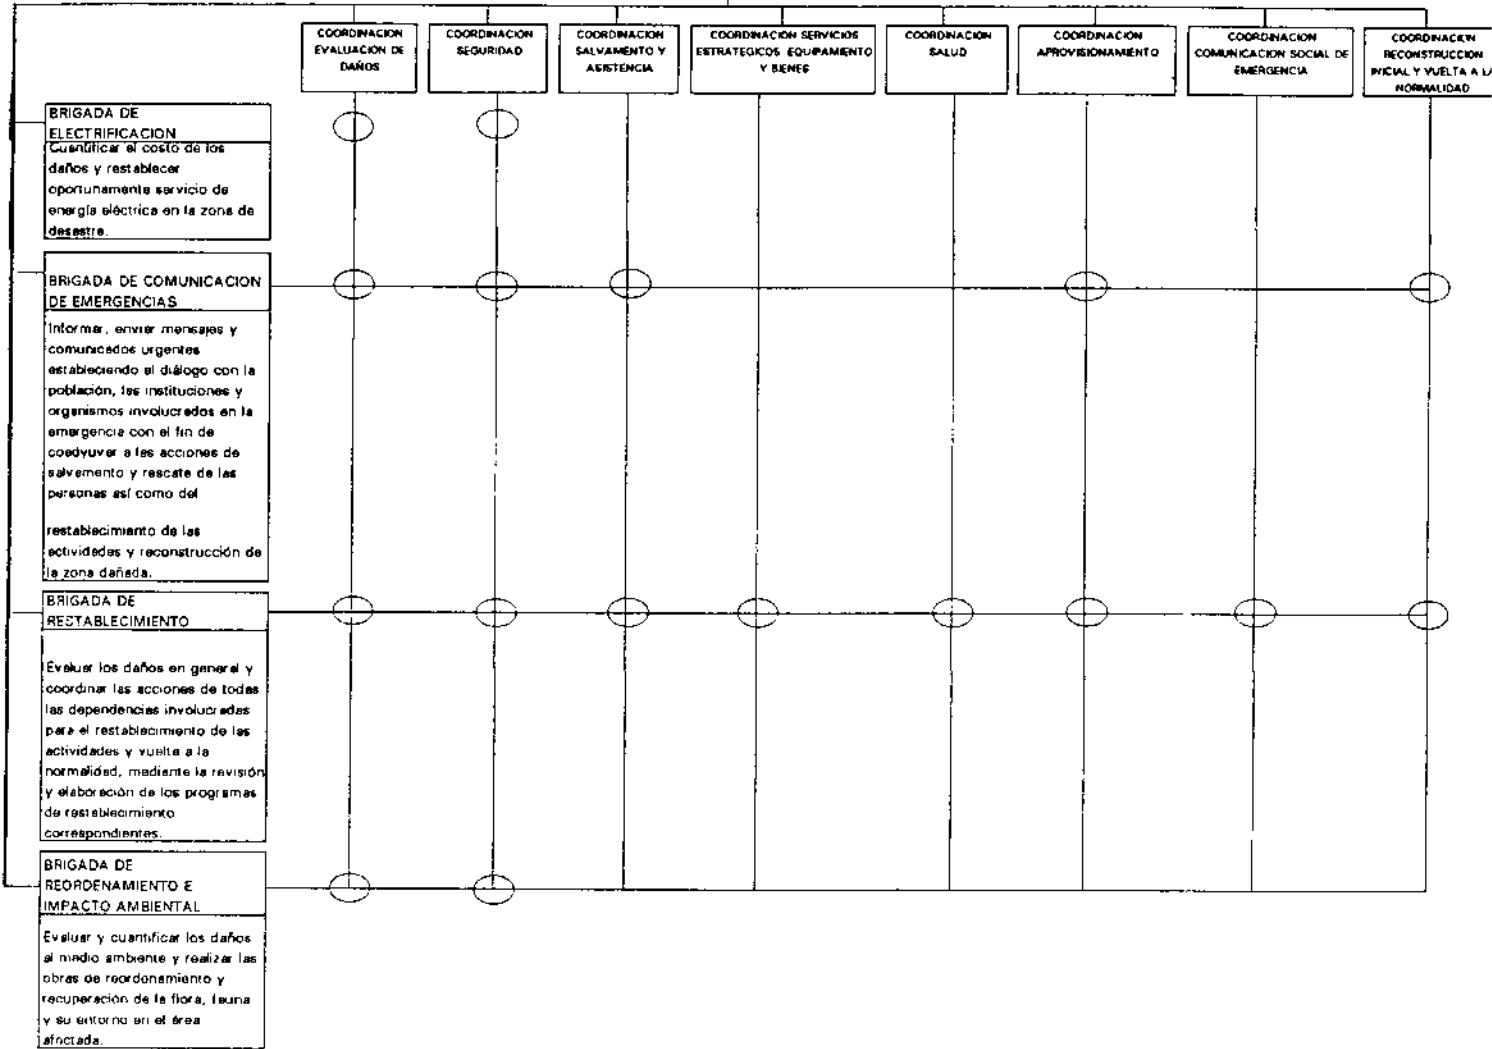 COORDINACION
EVALUACION DE
DAÑOS
COORDINACION
SEGURIDAD
COORDINACION
SALVAMENTO Y
ASISTENCIA
COORDINACION SERVICIOS
ESTRATEGICOS EQUIPAMIENTO
Y BIENES
COORDINACION
SALUD
COORDINACION
APROVISIONAMIENTO
COORDINACION
COMUNICACION SOCIAL DE
EMERGENCIA
COORDINACION
RECONSTRUCCION
INICIAL Y VUELTA A LA
NORMALIDAD
BRIGADA DE
ELECTRIFICACION
Cuantificar el costo de los
daños y restablecer
oportunamente servicio de
energía eléctrica en la zona de
desastre.
BRIGADA DE COMUNICACION
DE EMERGENCIAS
Informar, enviar mensajes y
comunicados urgentes
estableciendo el diálogo con la
población, las instituciones y
organismos involucrados en la
emergencia con el fin de
coadyuvar a las acciones de
salvamento y rescate de las
personas así como del
restablecimiento de las
actividades y reconstrucción de
la zona dañada.
BRIGADA DE
RESTABLECIMIENTO
Evaluar los daños en general y
coordinar las acciones de todas
las dependencias involucradas
para el restablecimiento de las
actividades y vuelta a la
normalidad, mediante la revisión
y elaboración de los programas
de restablecimiento
correspondientes.
BRIGADA DE
REORDENAMIENTO E
IMPACTO AMBIENTAL
Evaluar y cuantificar los daños
al medio ambiente y realizar las
obras de reordenamiento y
recuperación de la flora, fauna
y su entorno en el área
afectada.